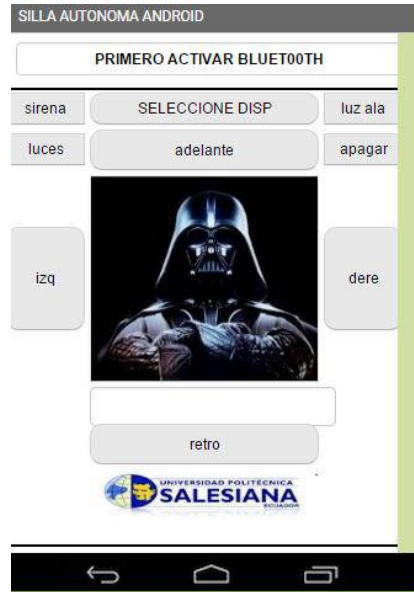 SILLA AUTONOMA ANDROID
PRIMERO ACTIVAR BLUET00TH
sirena
SELECCIONE DISP
luz ala
luces
adelante
apagar
izq
dere
retro
UNIVERSIDAD POLITÉCNICA
SALESIANA
ECUADOR